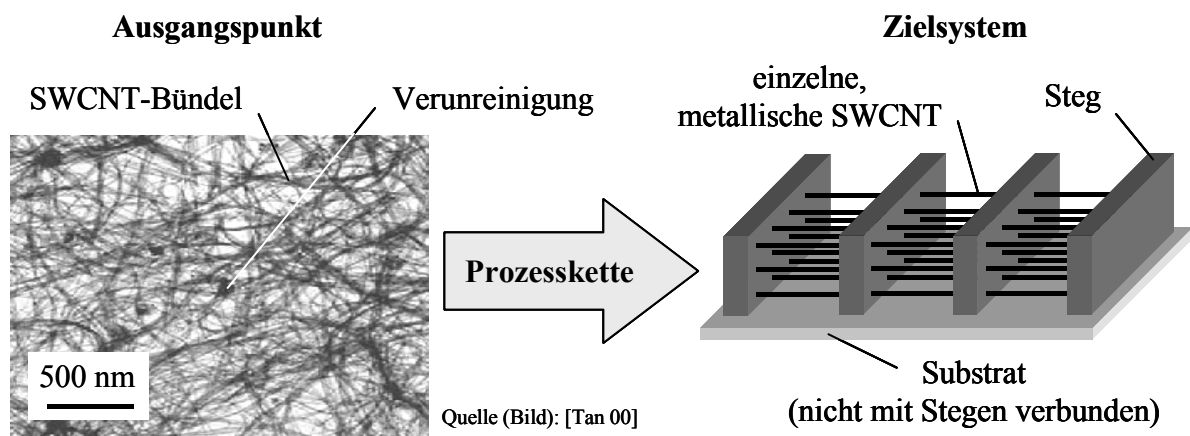 Ausgangspunkt
SWCNT-Bündel
Verunreinigung
500 nm
Prozesskette
Quelle (Bild): [Tan 00]
Zielsystem
einzelne,
metallische SWCNT
Steg
Substrat
(nicht mit Stegen verbunden)